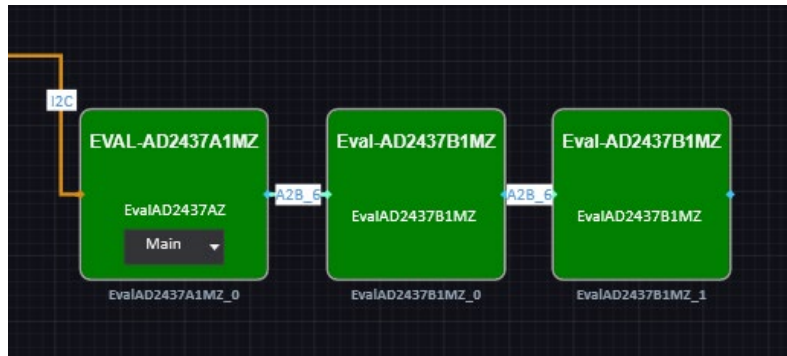 I2C
EVAL-AD2437A1MZ
EvalAD2437AZ
Main
EvalAD2437A1MZ_0
A2B_6
Eval-AD2437B1MZ
EvalAD2437B1MZ
EvalAD2437B1MZ_0
A2B_6
Eval-AD2437B1MZ
EvalAD2437B1MZ
EvalAD2437B1MZ_1